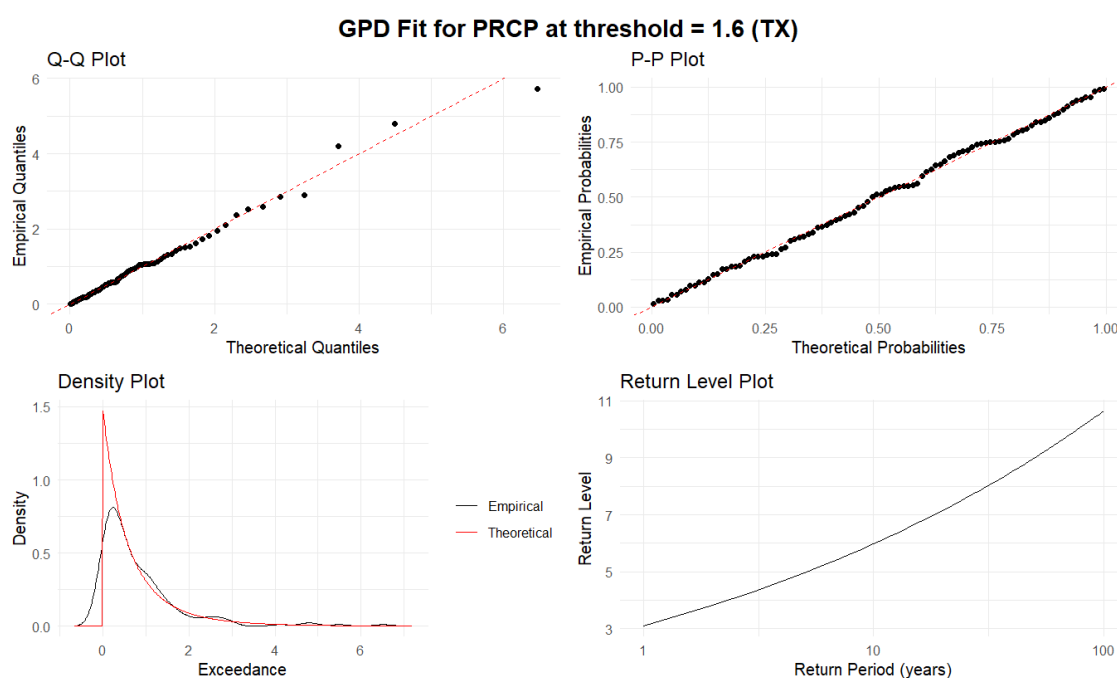 GPD Fit for PRCP at threshold = 1.6 (TX)
Q-Q Plot
Empirical Quantiles
6
4
2
0
0 2 4 6
Theoretical Quantiles
P-P Plot
Empirical Probabilities
1.00
0.75
0.50
0.25
0.00
0.00 0.25 0.50 0.75 1.00
Theoretical Probabilities
Density Plot
Density
1.5
1.0
0.5
0.0
0 2 4 6
Exceedance
Empirical
Theoretical
Return Level Plot
Return Level
11
9
7
5
3
1 10 100
Return Period (years)